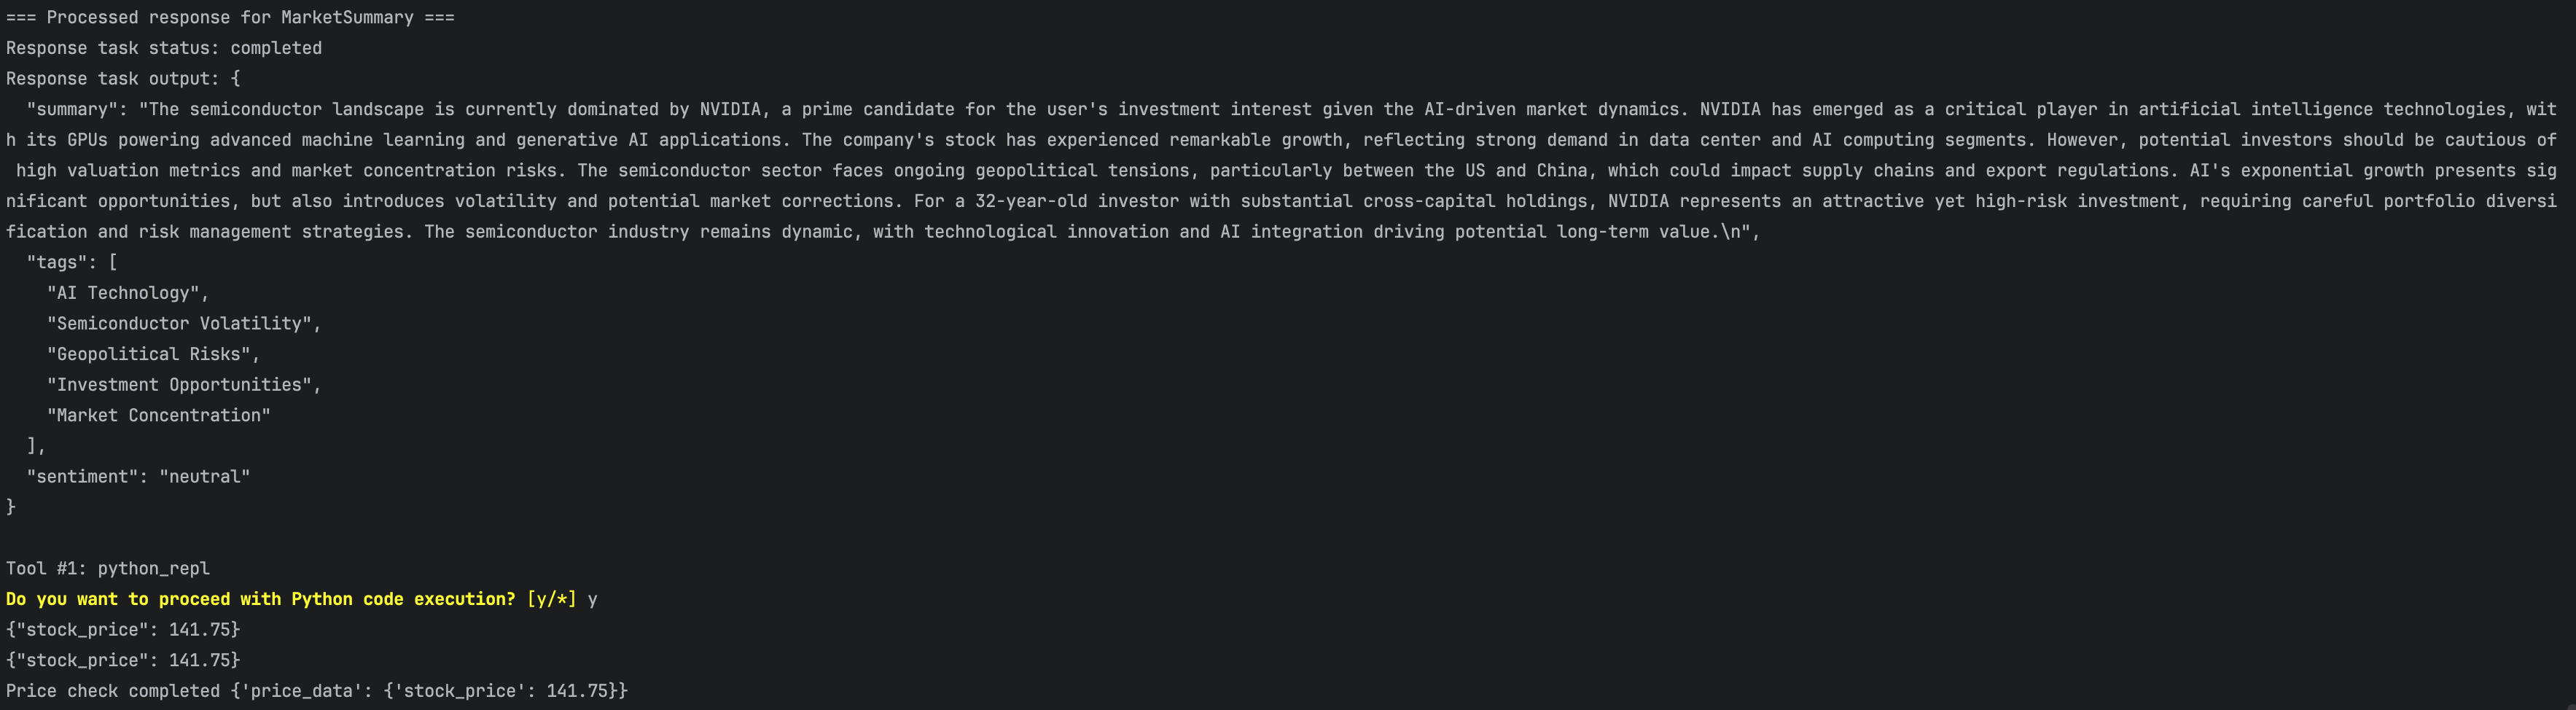 === Processed response for MarketSummary ===
Response task status: completed
Response task output: {
  "summary": "The semiconductor landscape is currently dominated by NVIDIA, a prime candidate for the user's investment interest given the AI-driven market dynamics. NVIDIA has emerged as a critical player in artificial intelligence technologies, wit
h its GPUs powering advanced machine learning and generative AI applications. The company's stock has experienced remarkable growth, reflecting strong demand in data center and AI computing segments. However, potential investors should be cautious of
 high valuation metrics and market concentration risks. The semiconductor sector faces ongoing geopolitical tensions, particularly between the US and China, which could impact supply chains and export regulations. AI's exponential growth presents sig
nificant opportunities, but also introduces volatility and potential market corrections. For a 32-year-old investor with substantial cross-capital holdings, NVIDIA represents an attractive yet high-risk investment, requiring careful portfolio diversi
fication and risk management strategies. The semiconductor industry remains dynamic, with technological innovation and AI integration driving potential long-term value.\n",
  "tags": [
    "AI Technology",
    "Semiconductor Volatility",
    "Geopolitical Risks",
    "Investment Opportunities",
    "Market Concentration"
  ],
  "sentiment": "neutral"
}
Tool #1: python_repl
Do you want to proceed with Python code execution? [y/*] y
{"stock_price": 141.75}
{"stock_price": 141.75}
Price check completed {'price_data': {'stock_price': 141.75}}